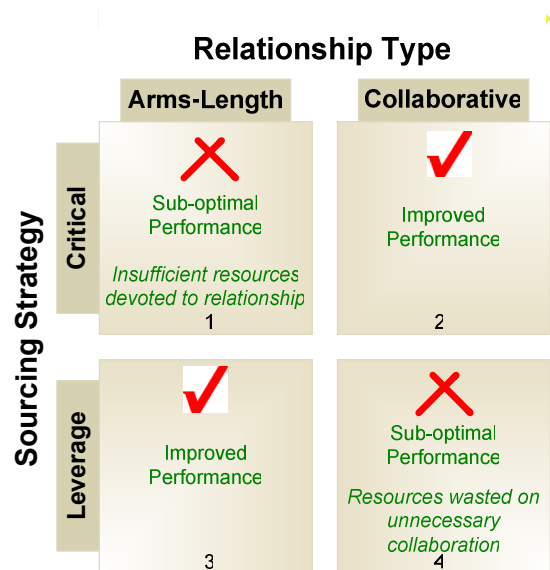 Relationship Type
Arms-Length
Collaborative
Sourcing Strategy
Critical
Sub-optimal
Performance
Insufficient resources
devoted to relationship
1
Improved
Performance
2
Leverage
Improved
Performance
3
Sub-optimal
Performance
Resources wasted on
unnecessary
collaboration
4